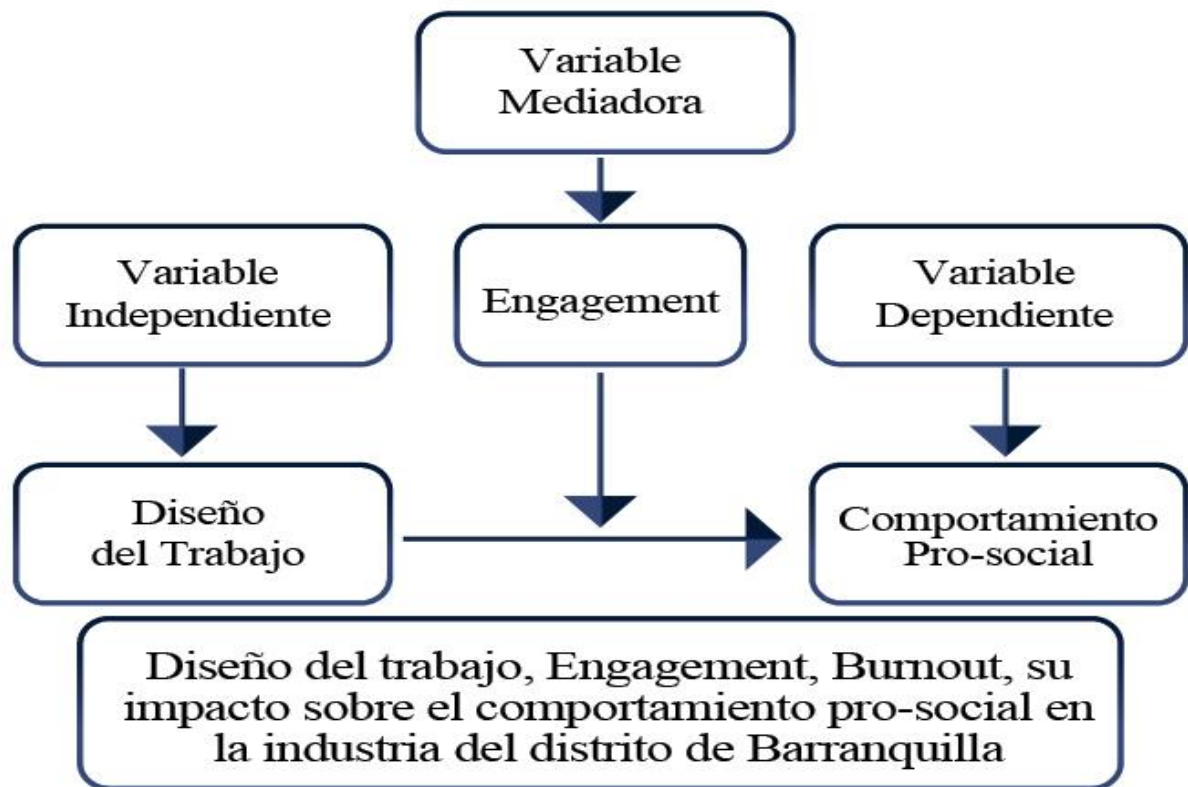 Variable
Mediadora
Variable
Independiente
Engagement
Variable
Dependiente
Diseño
del Trabajo
Comportamiento
Pro-social
Diseño del trabajo, Engagement, Burnout, su
impacto sobre el comportamiento pro-social en
la industria del distrito de Barranquilla